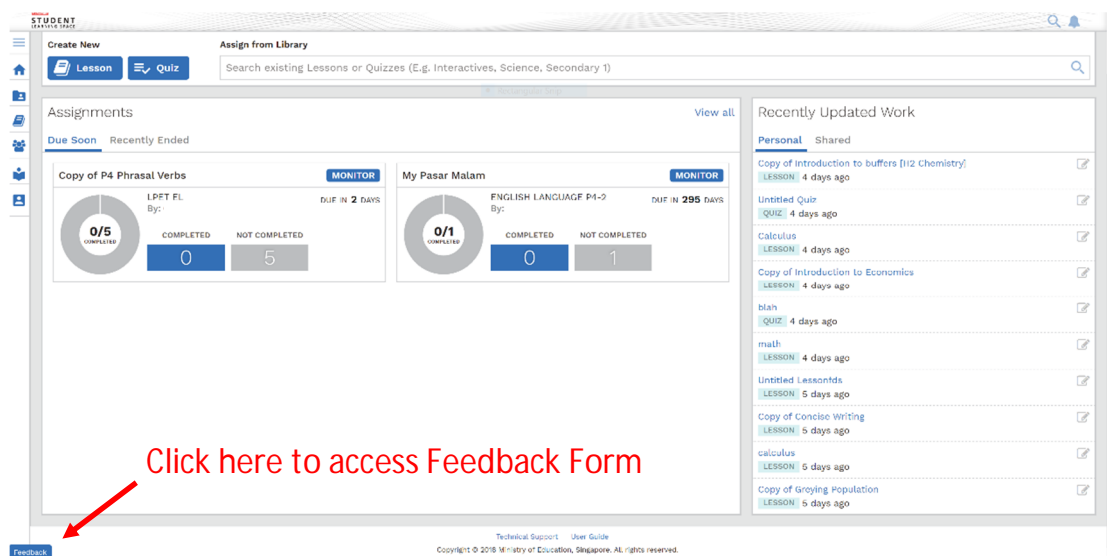 STUDENT
LEARNING SPACE
Create New
Assign from Library
Lesson
Quiz
Search existing Lessons or Quizzes (E.g. Interactives, Science, Secondary 1)
Assignments
View all
Due Soon Recently Ended
Copy of P4 Phrasal Verbs
MONITOR
LPET EL
By:
DUE IN 2 DAYS
0/5
COMPLETED
COMPLETED
NOT COMPLETED
0
5
My Pasar Malam
MONITOR
ENGLISH LANGUAGE P4-2
By:
DUE IN 295 DAYS
0/1
COMPLETED
COMPLETED
NOT COMPLETED
0
1
Recently Updated Work
Personal Shared
Copy of Introduction to buffers [H2 Chemistry]
LESSON 4 days ago
Untitled Quiz
QUIZ 4 days ago
Calculus
LESSON 4 days ago
Copy of Introduction to Economics
LESSON 4 days ago
blah
QUIZ 4 days ago
math
LESSON 4 days ago
Untitled Lessonfds
LESSON 5 days ago
Copy of Concise Writing
LESSON 5 days ago
calculus
LESSON 5 days ago
Copy of Greying Population
LESSON 5 days ago
Click here to access Feedback Form
Feedback
Technical Support User Guide
Copyright © 2018 Ministry of Education, Singapore. All rights reserved.